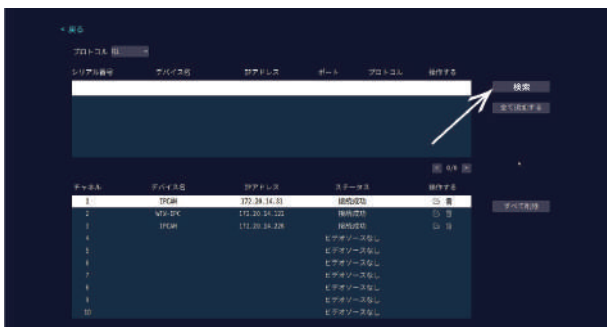 < 戻る
プロトコル
シリアル番号 デバイス名 IPアドレス ポート プロトコル 操作する
検索
全て追加する
0/0
チャネル デバイス名 IPアドレス ステータス 操作する
1 IPCAM 172.20.14.51 接続成功
2 接続成功
3 IPCAM 接続成功
4 ビデオソースなし
5 ビデオソースなし
6 ビデオソースなし
7 ビデオソースなし
8 ビデオソースなし
9 ビデオソースなし
10 ビデオソースなし
すべて削除